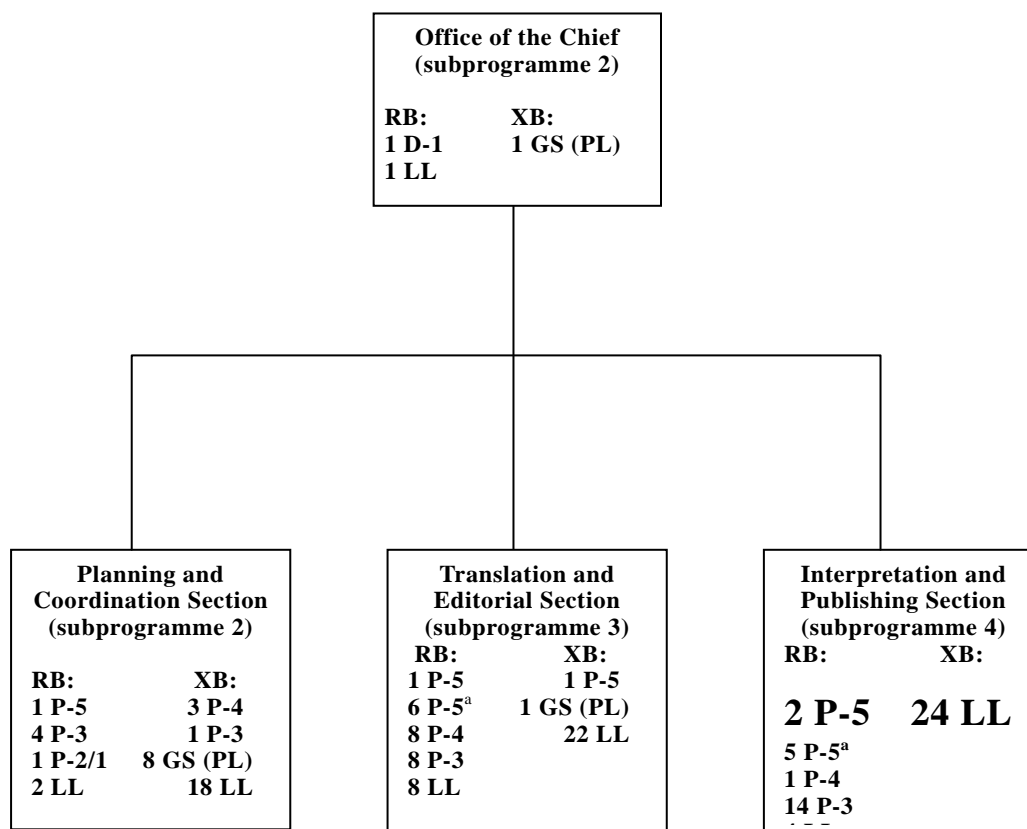 Office of the Chief
(subprogramme 2)
RB: XB:
1 D-1 1 GS (PL)
1 LL
Planning and
Coordination Section
(subprogramme 2)
RB: XB:
1 P-5 3 P-4
4 P-3 1 P-3
1 P-2/1 8 GS (PL)
2 LL 18 LL
Translation and
Editorial Section
(subprogramme 3)
RB: XB:
1 P-5 1 P-5
6 P-5ᵃ 1 GS (PL)
8 P-4 22 LL
8 P-3
8 LL
Interpretation and
Publishing Section
(subprogramme 4)
RB: XB:
2 P-5 24 LL
5 P-5ᵃ
1 P-4
14 P-3